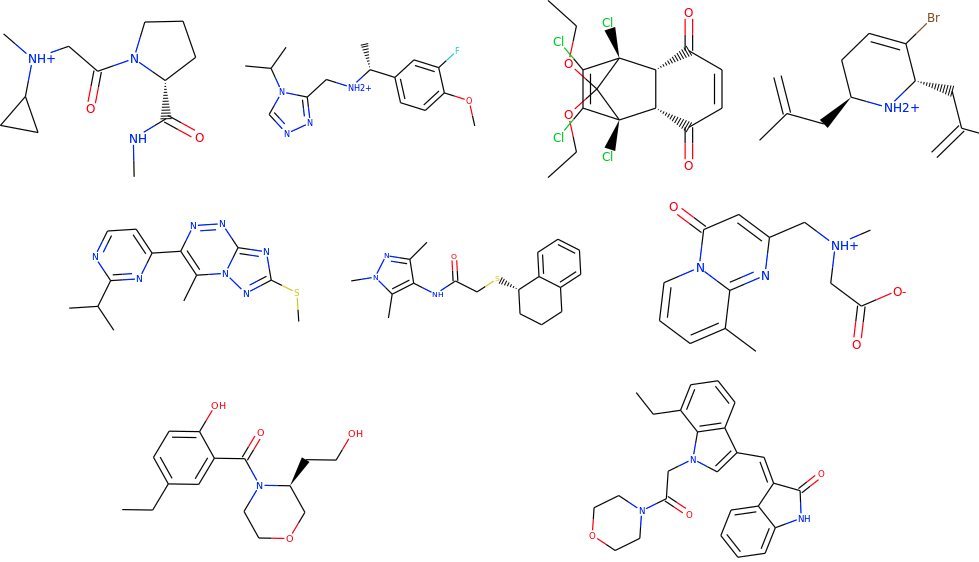 NH+ N O NH O
N N N NH2+ F O
Cl Cl O O Cl Cl O O
Br NH2+
N N N N N N N S
N N NH O S
O N N NH+ O O-
OH O N O OH
N O N O O NH